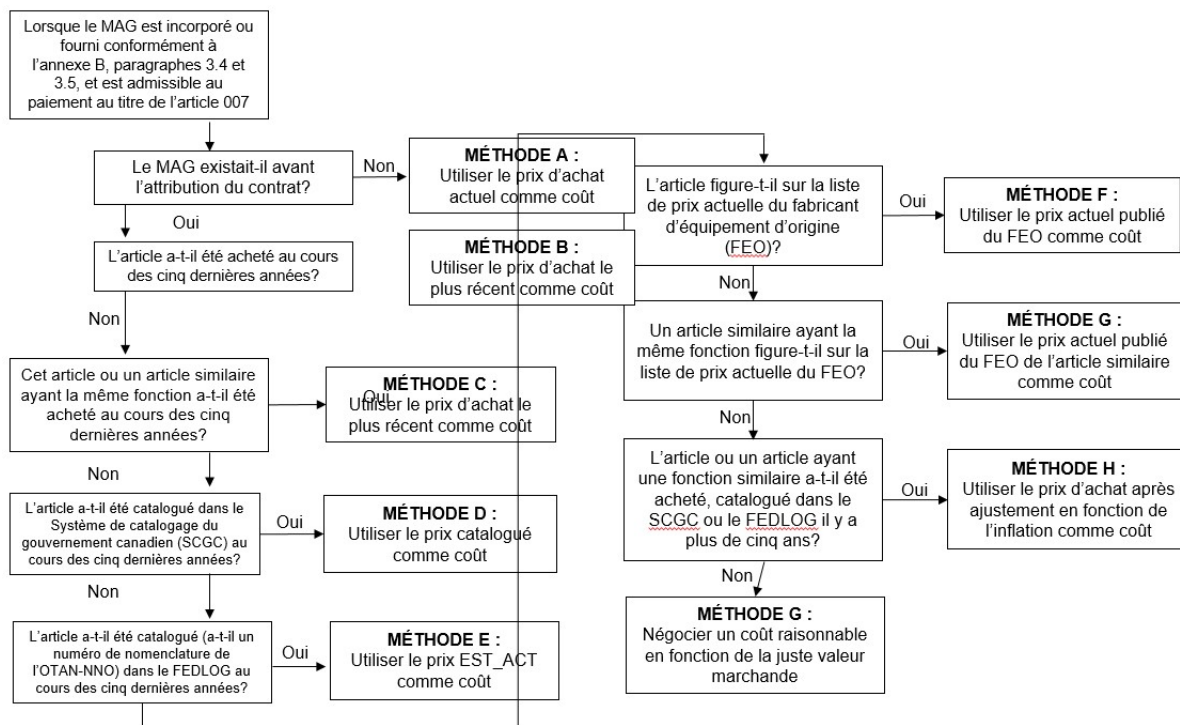 Lorsque le MAG est incorporé ou
fourni conformément à
l'annexe B, paragraphes 3.4 et
3.5, et est admissible au
paiement au titre de l'article 007
Le MAG existait-il avant
l'attribution du contrat?
Non
MÉTHODE A :
Utiliser le prix d'achat
actuel comme coût
Oui
L'article a-t-il été acheté au cours
des cinq dernières années?
MÉTHODE B :
Utiliser le prix d'achat le
plus récent comme coût
Non
Cet article ou un article similaire
ayant la même fonction a-t-il été
acheté au cours des cinq
dernières années?
Oui
MÉTHODE C :
Utiliser le prix d'achat le
plus récent comme coût
Non
L'article a-t-il été catalogué dans le
Système de catalogage du
gouvernement canadien (SCGC) au
cours des cinq dernières années?
Oui
MÉTHODE D :
Utiliser le prix catalogué
comme coût
Non
L'article a-t-il été catalogué (a-t-il un
numéro de nomenclature de
l'OTAN-NNO) dans le FEDLOG au
cours des cinq dernières années?
Oui
MÉTHODE E :
Utiliser le prix EST_ACT
comme coût
L'article figure-t-il sur la liste
de prix actuelle du fabricant
d'équipement d'origine
(FEO)?
Oui
MÉTHODE F :
Utiliser le prix actuel publié
du FEO comme coût
Non
Un article similaire ayant la
même fonction figure-t-il sur la
liste de prix actuelle du FEO?
Oui
MÉTHODE G :
Utiliser le prix actuel publié
du FEO de l'article similaire
comme coût
Non
L'article ou un article ayant
une fonction similaire a-t-il été
acheté, catalogué dans le
SCGC ou le FEDLOG il y a
plus de cinq ans?
Oui
MÉTHODE H :
Utiliser le prix d'achat après
ajustement en fonction de
l'inflation comme coût
Non
MÉTHODE G :
Négocier un coût raisonnable
en fonction de la juste valeur
marchande